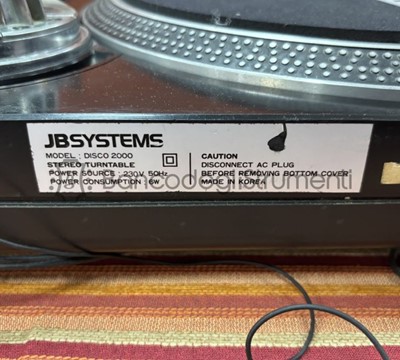 JBSYSTEMS
MODEL : DISCO 2000
STEREO TURNTABLE
POWER SOURCE : 230V 50Hz
POWER CONSUMPTION : 6W
CAUTION
DISCONNECT AC PLUG
BEFORE REMOVING BOTTOM COVER
MADE IN KOREA